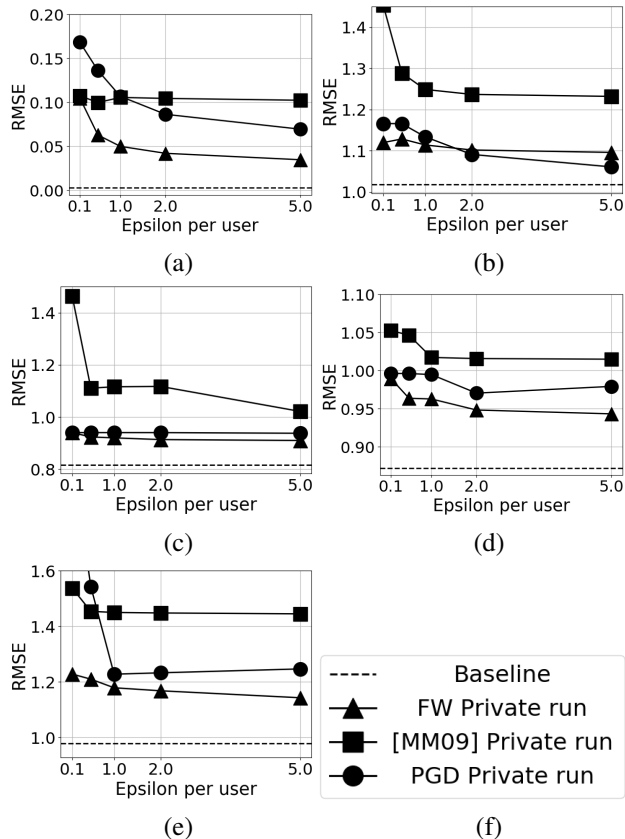 0.20
0.15
0.10
0.05
0.00
RMSE
0.1 1.0 2.0 5.0
Epsilon per user
(a)
1.4
1.3
1.2
1.1
1.0
RMSE
0.1 1.0 2.0 5.0
Epsilon per user
(b)
1.4
1.2
1.0
0.8
RMSE
0.1 1.0 2.0 5.0
Epsilon per user
(c)
1.10
1.05
1.00
0.95
0.90
RMSE
0.1 1.0 2.0 5.0
Epsilon per user
(d)
1.6
1.4
1.2
1.0
RMSE
0.1 1.0 2.0 5.0
Epsilon per user
(e)
Baseline
FW Private run
[MM09] Private run
PGD Private run
(f)